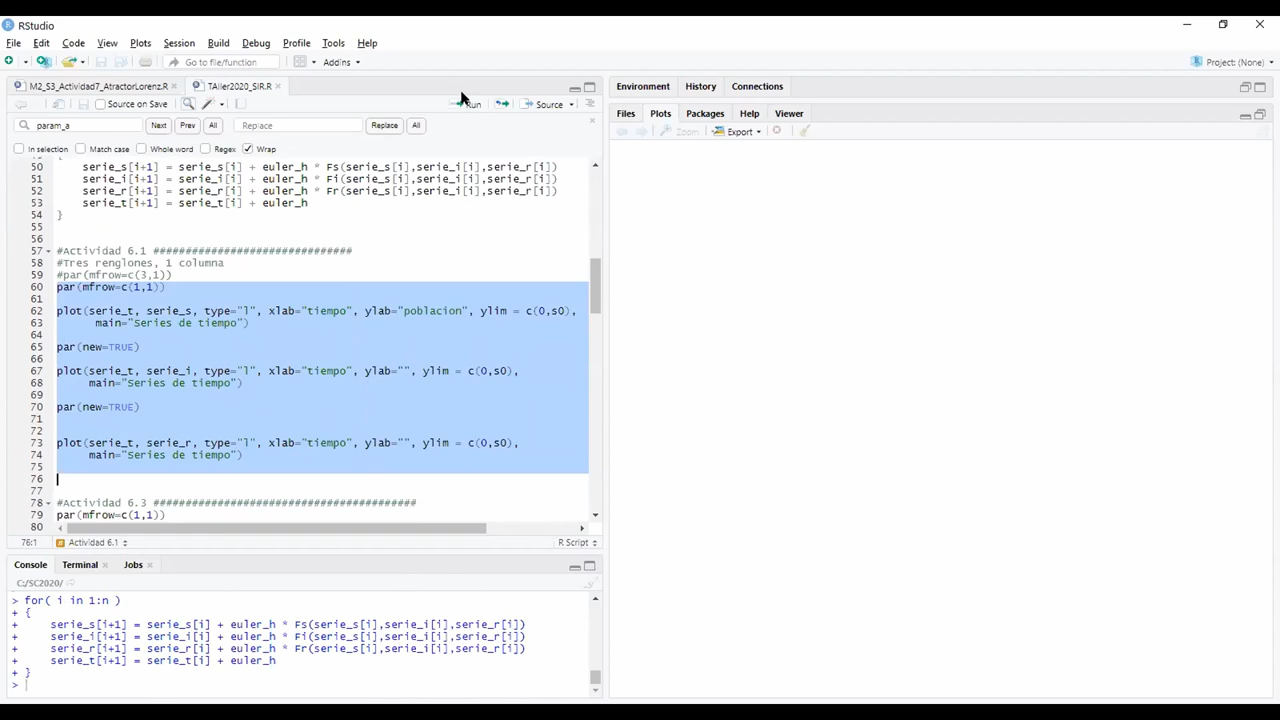 RStudio
File Edit Code View Plots Session Build Debug Profile Tools Help
Go to file/function Addins Project: (None)
M2_S3_Actividad7_AtractorLorenz.R TAller2020_SIR.R
Source on Save Run Source
param_a Next Prev All Replace Replace All
In selection Match case Whole word Regex Wrap
50 serie_s[i+1] = serie_s[i] + euler_h * Fs(serie_s[i],serie_i[i],serie_r[i])
51 serie_i[i+1] = serie_i[i] + euler_h * Fi(serie_s[i],serie_i[i],serie_r[i])
52 serie_r[i+1] = serie_r[i] + euler_h * Fr(serie_s[i],serie_i[i],serie_r[i])
53 serie_t[i+1] = serie_t[i] + euler_h
54 }
55
56
57 #Actividad 6.1 ###############################
58 #Tres renglones, 1 columna
59 #par(mfrow=c(3,1))
60 par(mfrow=c(1,1))
61
62 plot(serie_t, serie_s, type="l", xlab="tiempo", ylab="poblacion", ylim = c(0,s0),
63 main="Series de tiempo")
64
65 par(new=TRUE)
66
67 plot(serie_t, serie_i, type="l", xlab="tiempo", ylab="", ylim = c(0,s0),
68 main="Series de tiempo")
69
70 par(new=TRUE)
71
72
73 plot(serie_t, serie_r, type="l", xlab="tiempo", ylab="", ylim = c(0,s0),
74 main="Series de tiempo")
75
76
77
78 #Actividad 6.3 #########################################
79 par(mfrow=c(1,1))
80
76:1 Actividad 6.1 R Script
Console Terminal Jobs
C:/SC2020/
> for( i in 1:n )
+ {
+ serie_s[i+1] = serie_s[i] + euler_h * Fs(serie_s[i],serie_i[i],serie_r[i])
+ serie_i[i+1] = serie_i[i] + euler_h * Fi(serie_s[i],serie_i[i],serie_r[i])
+ serie_r[i+1] = serie_r[i] + euler_h * Fr(serie_s[i],serie_i[i],serie_r[i])
+ serie_t[i+1] = serie_t[i] + euler_h
+ }
>
Environment History Connections
Files Plots Packages Help Viewer
Zoom Export